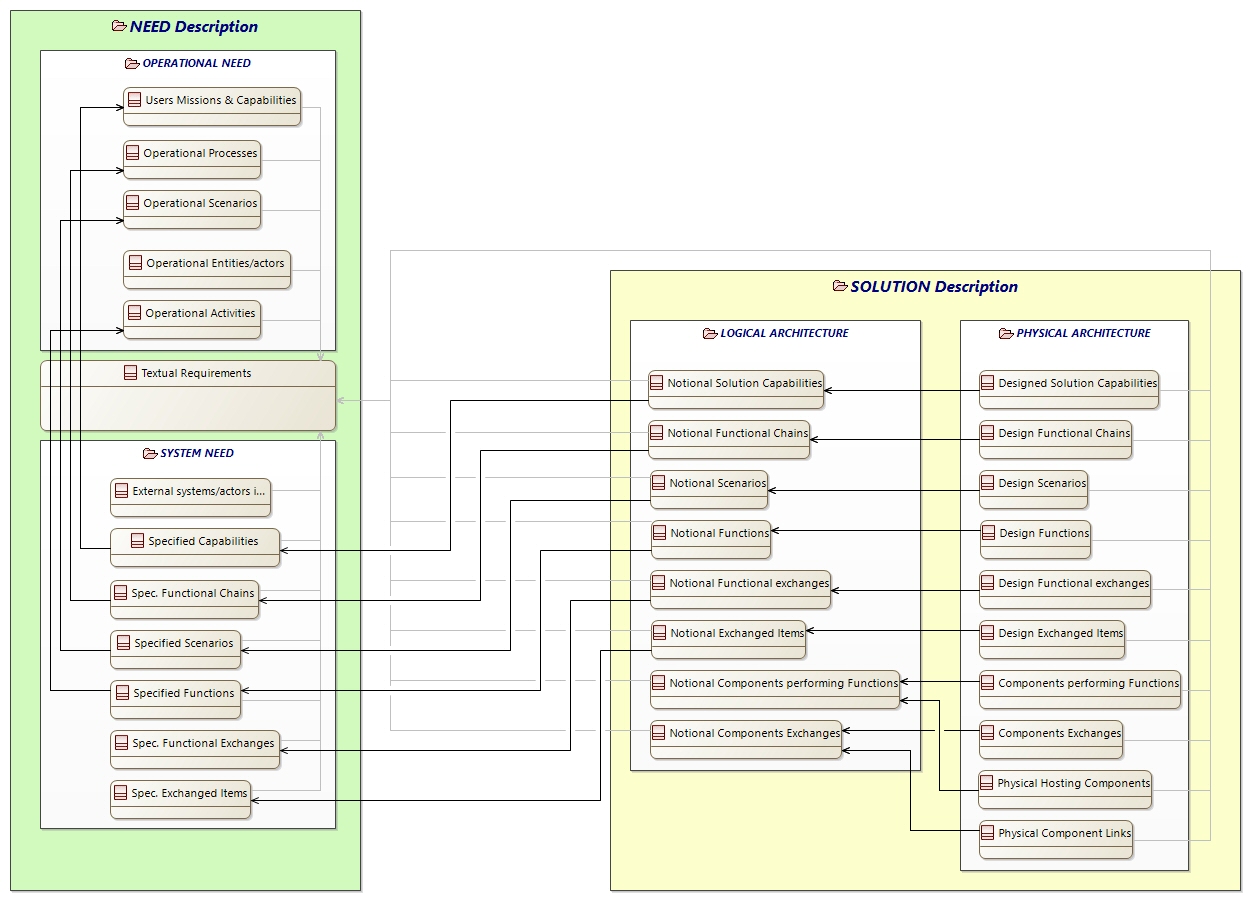 NEED Description
OPERATIONAL NEED
Users Missions & Capabilities
Operational Processes
Operational Scenarios
Operational Entities/actors
Operational Activities
Textual Requirements
SYSTEM NEED
External systems/actors i...
Specified Capabilities
Spec. Functional Chains
Specified Scenarios
Specified Functions
Spec. Functional Exchanges
Spec. Exchanged Items
SOLUTION Description
LOGICAL ARCHITECTURE
Notional Solution Capabilities
Notional Functional Chains
Notional Scenarios
Notional Functions
Notional Functional exchanges
Notional Exchanged Items
Notional Components performing Functions
Notional Components Exchanges
PHYSICAL ARCHITECTURE
Designed Solution Capabilities
Design Functional Chains
Design Scenarios
Design Functions
Design Functional exchanges
Design Exchanged Items
Components performing Functions
Components Exchanges
Physical Hosting Components
Physical Component Links